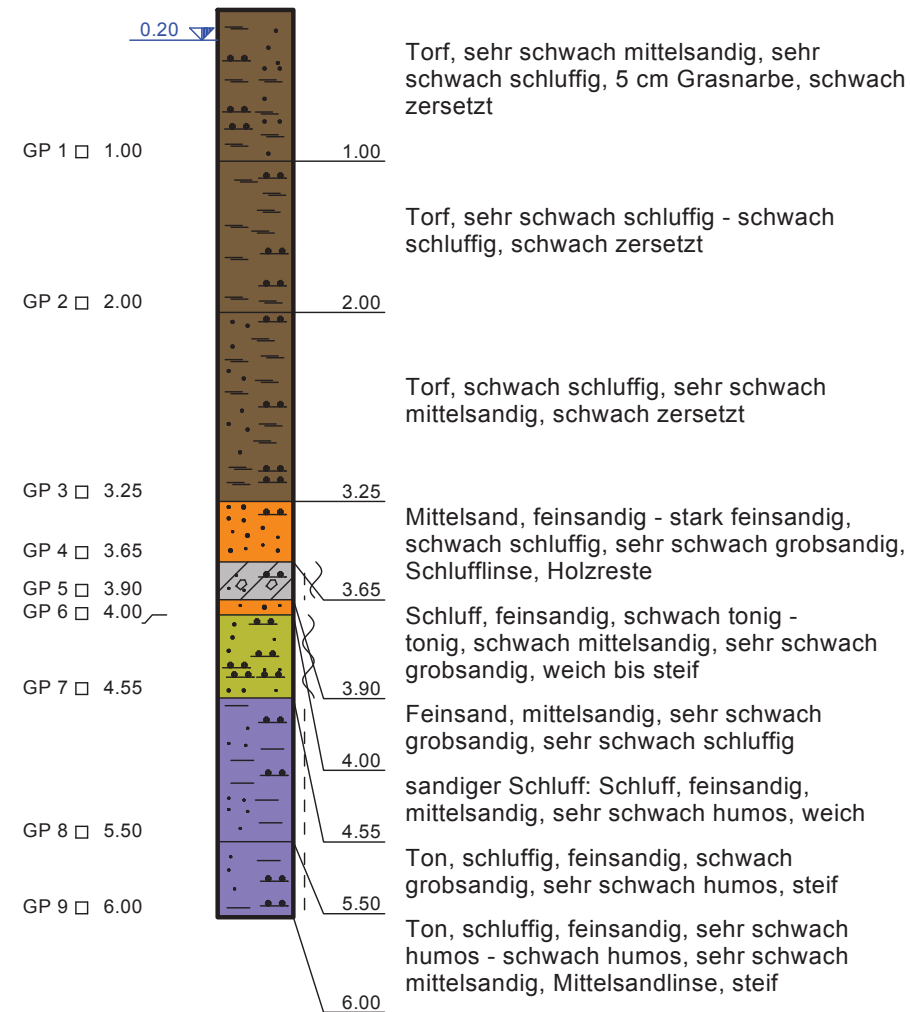 0.20
Torf, sehr schwach mittelsandig, sehr
schwach schluffig, 5 cm Grasnarbe, schwach
zersetzt
GP 1 1.00
1.00
Torf, sehr schwach schluffig - schwach
schluffig, schwach zersetzt
GP 2 2.00
2.00
Torf, schwach schluffig, sehr schwach
mittelsandig, schwach zersetzt
GP 3 3.25
3.25
Mittelsand, feinsandig - stark feinsandig,
schwach schluffig, sehr schwach grobsandig,
Schlufflinse, Holzreste
GP 4 3.65
3.65
GP 5 3.90
GP 6 4.00
Schluff, feinsandig, schwach tonig -
tonig, schwach mittelsandig, sehr schwach
grobsandig, weich bis steif
3.90
GP 7 4.55
Feinsand, mittelsandig, sehr schwach
grobsandig, sehr schwach schluffig
4.00
sandiger Schluff: Schluff, feinsandig,
mittelsandig, sehr schwach humos, weich
4.55
GP 8 5.50
Ton, schluffig, feinsandig, schwach
grobsandig, sehr schwach humos, steif
5.50
GP 9 6.00
Ton, schluffig, feinsandig, sehr schwach
humos - schwach humos, sehr schwach
mittelsandig, Mittelsandlinse, steif
6.00